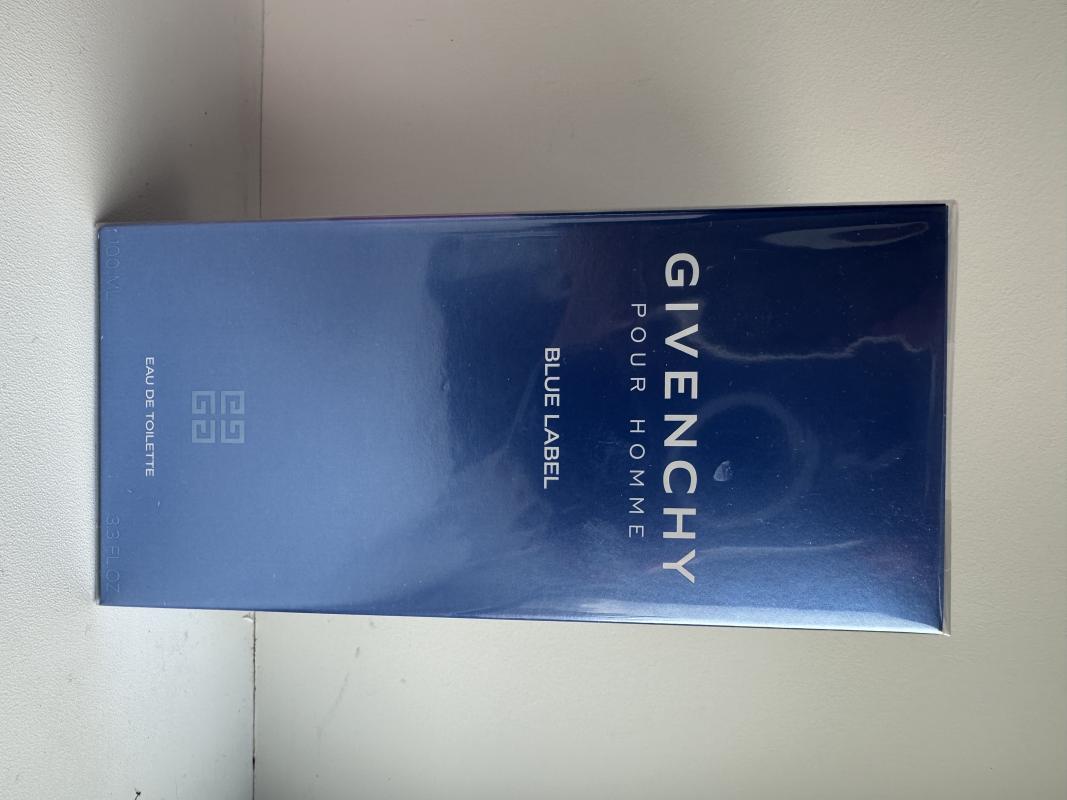 GIVENCHY
POUR HOMME
BLUE LABEL
EAU DE TOILETTE
100 ML
3.3 FL.OZ